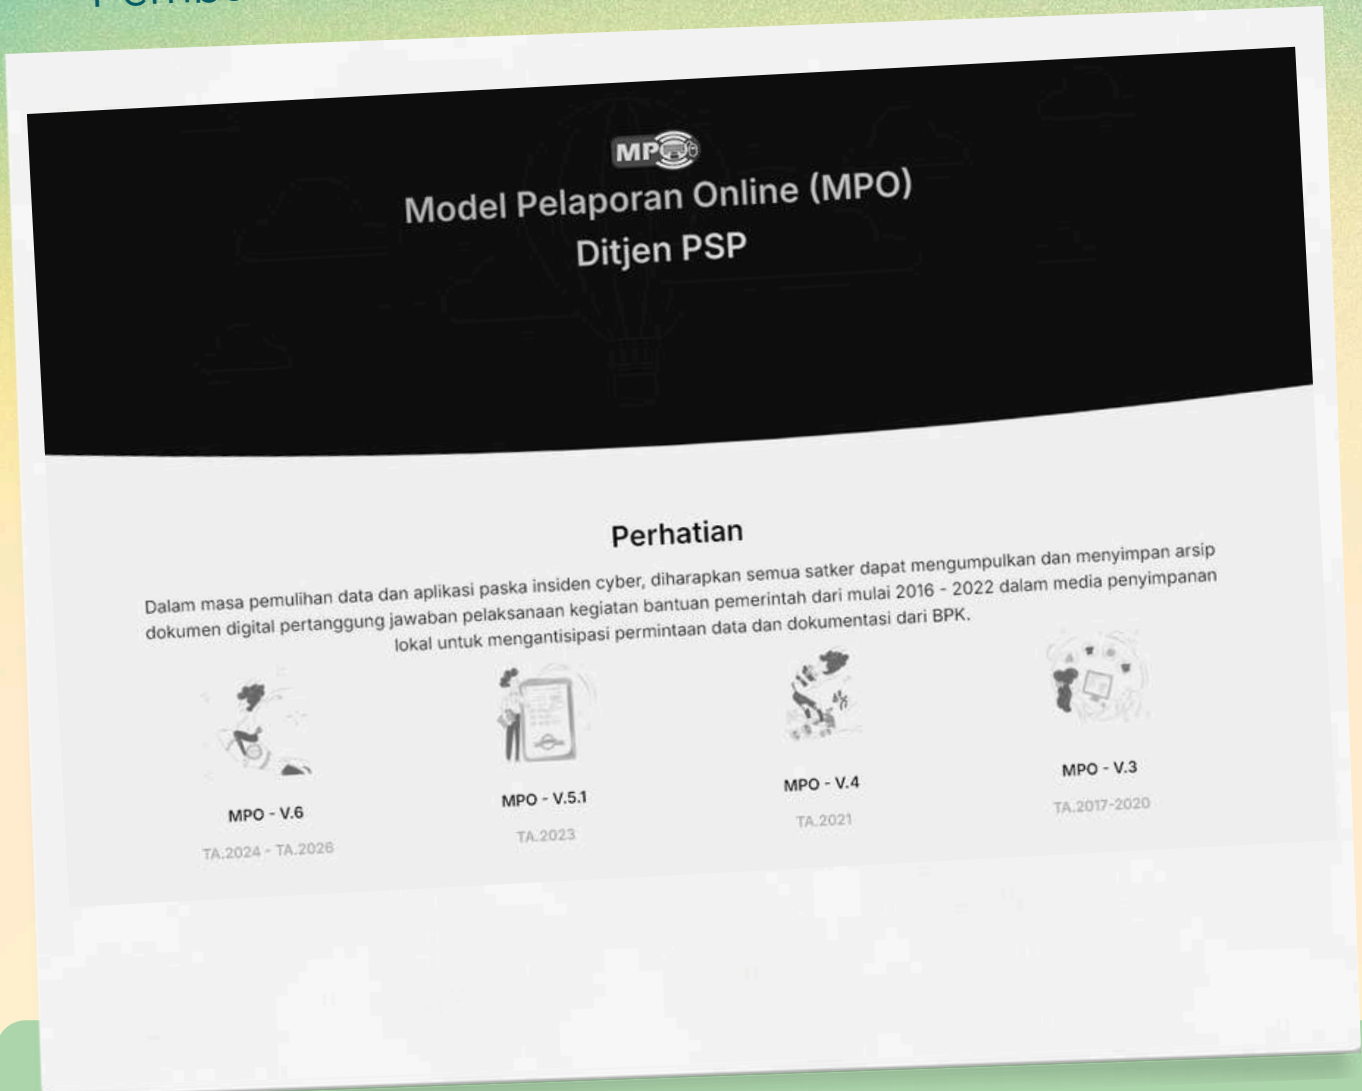 MPO
Model Pelaporan Online (MPO)
Ditjen PSP
Perhatian
Dalam masa pemulihan data dan aplikasi paska insiden cyber, diharapkan semua satker dapat mengumpulkan dan menyimpan arsip
dokumen digital pertanggung jawaban pelaksanaan kegiatan bantuan pemerintah dari mulai 2016 - 2022 dalam media penyimpanan
lokal untuk mengantisipasi permintaan data dan dokumentasi dari BPK.
MPO - V.6
MPO - V.5.1
MPO - V.4
MPO - V.3
TA.2024 - TA.2026
TA.2023
TA.2021
TA.2017-2020